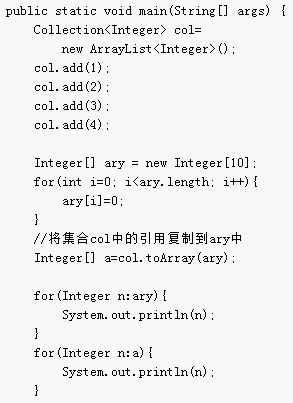 public static void main(String[] args) {
    Collection<Integer> col=
        new ArrayList<Integer>();
    col.add(1);
    col.add(2);
    col.add(3);
    col.add(4);

    Integer[] ary = new Integer[10];
    for(int i=0; i<ary.length; i++){
        ary[i]=0;
    }
    //将集合col中的引用复制到ary中
    Integer[] a=col.toArray(ary);

    for(Integer n:ary){
        System.out.println(n);
    }
    for(Integer n:a){
        System.out.println(n);
    }